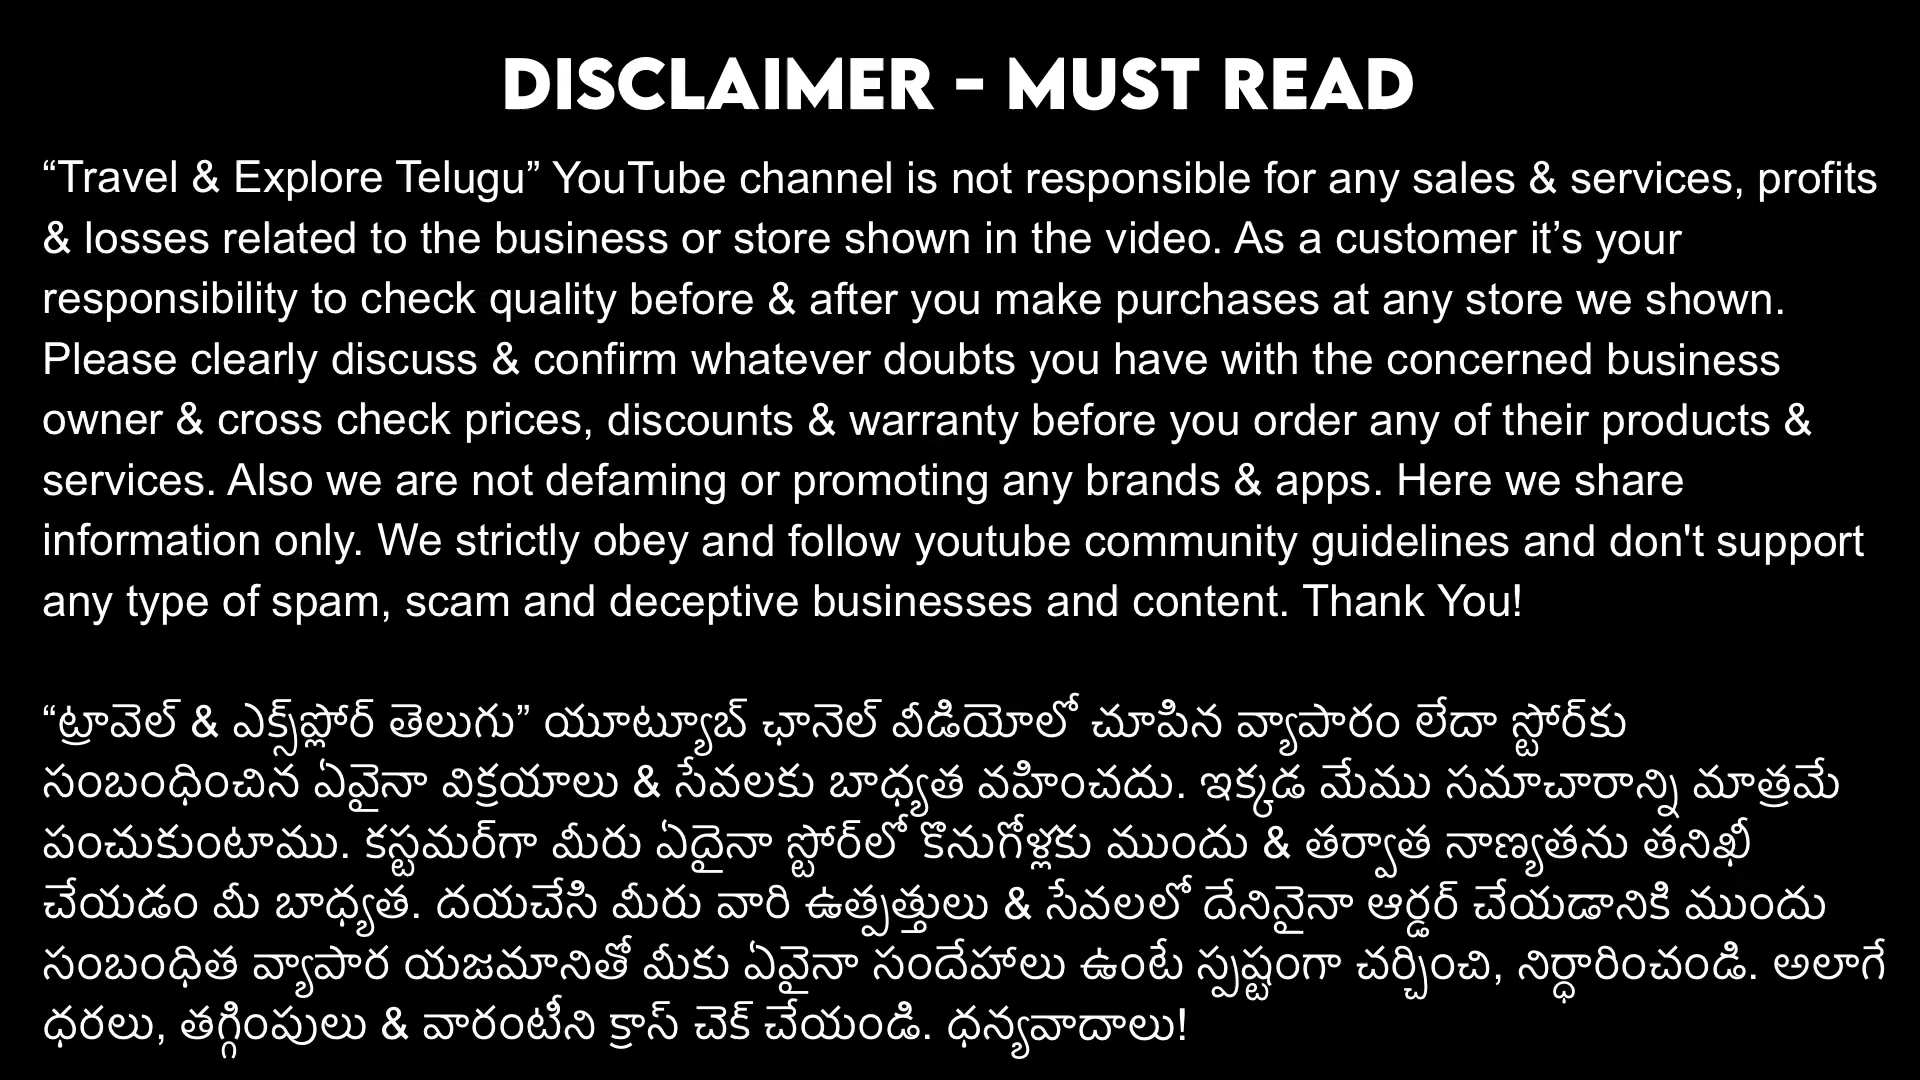 DISCLAIMER - MUST READ
“Travel & Explore Telugu” YouTube channel is not responsible for any sales & services, profits
& losses related to the business or store shown in the video. As a customer it’s your
responsibility to check quality before & after you make purchases at any store we shown.
Please clearly discuss & confirm whatever doubts you have with the concerned business
owner & cross check prices, discounts & warranty before you order any of their products &
services. Also we are not defaming or promoting any brands & apps. Here we share
information only. We strictly obey and follow youtube community guidelines and don't support
any type of spam, scam and deceptive businesses and content. Thank You!
“ట్రావెల్ & ఎక్స్‌ప్లోర్ తెలుగు” యూట్యూబ్ ఛానెల్ వీడియోలో చూపిన వ్యాపారం లేదా స్టోర్‌కు
సంబంధించిన ఏవైనా విక్రయాలు & సేవలకు బాధ్యత వహించదు. ఇక్కడ మేము సమాచారాన్ని మాత్రమే
పంచుకుంటాము. కస్టమర్‌గా మీరు ఏదైనా స్టోర్‌లో కొనుగోళ్లకు ముందు & తర్వాత నాణ్యతను తనిఖీ
చేయడం మీ బాధ్యత. దయచేసి మీరు వారి ఉత్పత్తులు & సేవలలో దేనినైనా ఆర్డర్ చేయడానికి ముందు
సంబంధిత వ్యాపార యజమానితో మీకు ఏవైనా సందేహాలు ఉంటే స్పష్టంగా చర్చించి, నిర్ధారించండి. అలాగే
ధరలు, తగ్గింపులు & వారంటీని క్రాస్ చెక్ చేయండి. ధన్యవాదాలు!